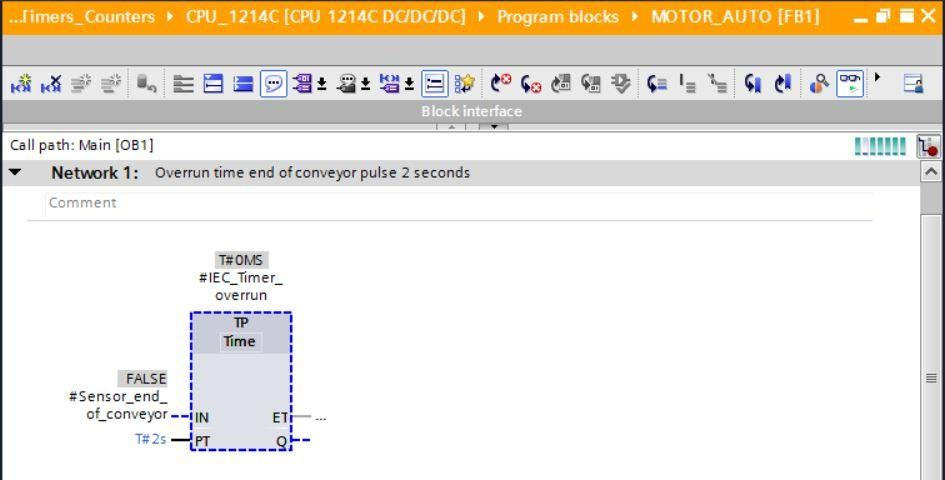 ...Timers_Counters ▸ CPU_1214C [CPU 1214C DC/DC/DC] ▸ Program blocks ▸ MOTOR_AUTO [FB1]
Block interface
Call path: Main [OB1]
Network 1: Overrun time end of conveyor pulse 2 seconds
Comment
T#0MS
#IEC_Timer_
overrun
TP
Time
FALSE
#Sensor_end_
of_conveyor
IN
ET
...
T#2s
PT
Q